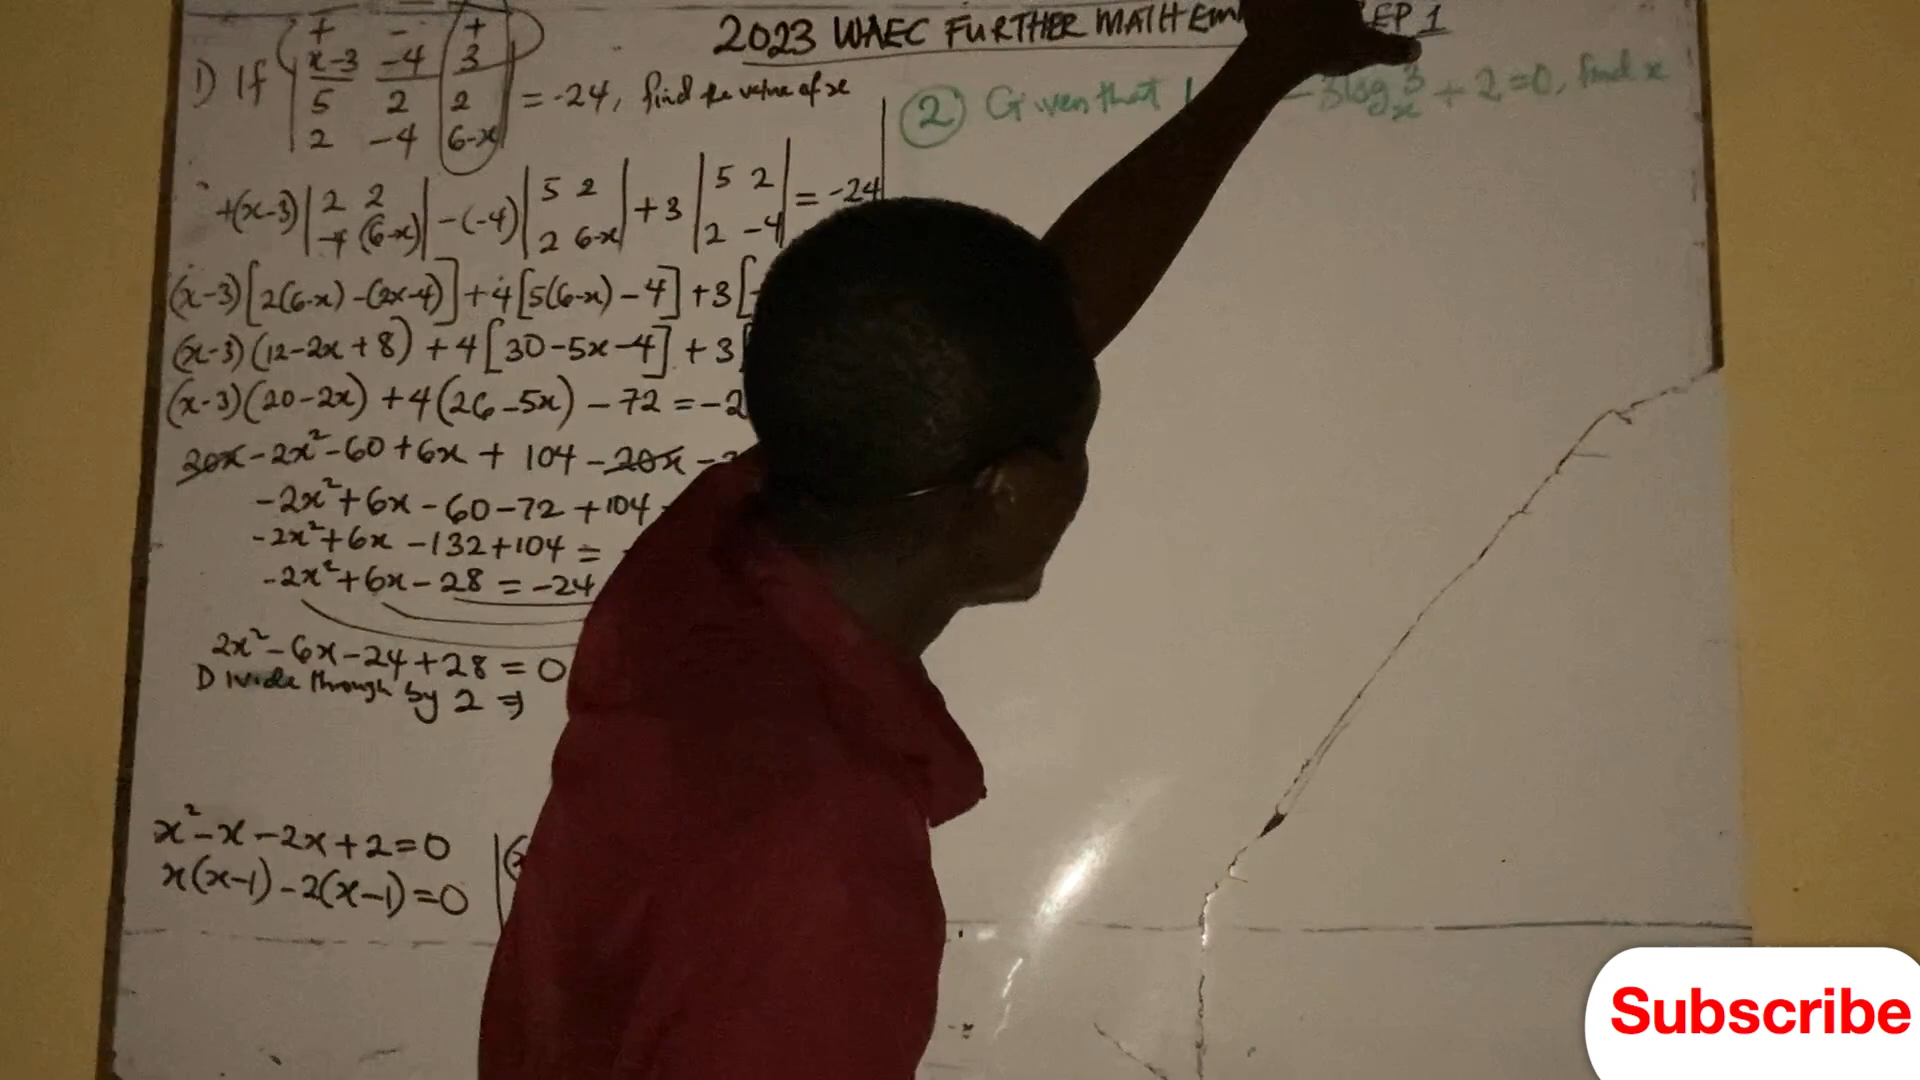 2023 WAEC FURTHER MATHEM EP 1
+ - +
1) If | x-3 -4 3 |
| 5 2 2 | = -24, find the value of x
| 2 -4 6-x |
+(x-3) | 2 2 | - (-4) | 5 2 | + 3 | 5 2 | = -24
| -4 (6-x) | | 2 6-x | | 2 -4 |
(x-3)[2(6-x) - (2x-4)] + 4[5(6-x) - 4] + 3[
(x-3)(12-2x+8) + 4[30-5x-4] + 3
(x-3)(20-2x) + 4(26-5x) - 72 = -2
20x - 2x² - 60 + 6x + 104 - 20x -
-2x² + 6x - 60 - 72 + 104
-2x² + 6x - 132 + 104 =
-2x² + 6x - 28 = -24
2x² - 6x - 24 + 28 = 0
Divide through by 2 ⇒
x² - x - 2x + 2 = 0
x(x-1) - 2(x-1) = 0
(2) Given that - 3log 3 x + 2 = 0, find x
Subscribe